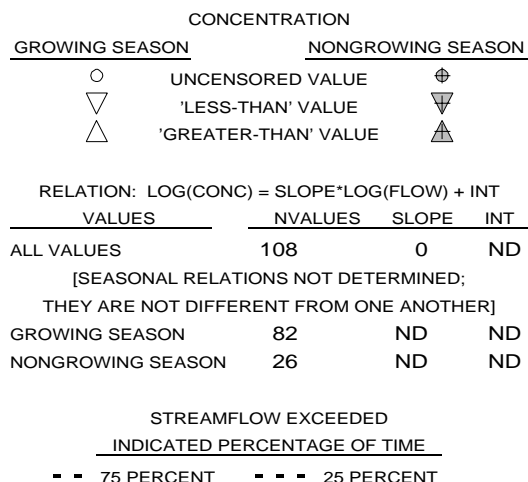 CONCENTRATION
GROWING SEASON NONGROWING SEASON
UNCENSORED VALUE
'LESS-THAN' VALUE
'GREATER-THAN' VALUE
RELATION: LOG(CONC) = SLOPE*LOG(FLOW) + INT
VALUES NVALUES SLOPE INT
ALL VALUES 108 0 ND
[SEASONAL RELATIONS NOT DETERMINED;
THEY ARE NOT DIFFERENT FROM ONE ANOTHER]
GROWING SEASON 82 ND ND
NONGROWING SEASON 26 ND ND
STREAMFLOW EXCEEDED
INDICATED PERCENTAGE OF TIME
75 PERCENT 25 PERCENT